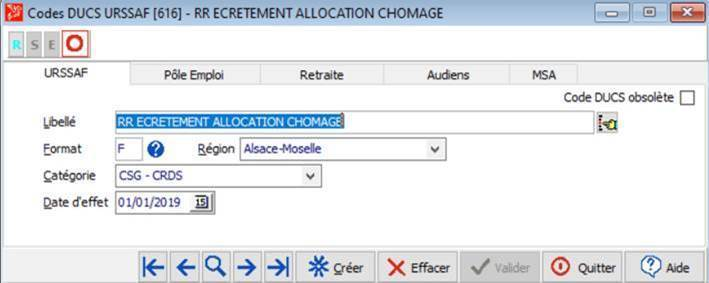 Codes DUCS URSSAF [616] - RR ECRETEMENT ALLOCATION CHOMAGE
R S E
URSSAF Pôle Emploi Retraite Audiens MSA
Code DUCS obsolète
Libellé RR ECRETEMENT ALLOCATION CHOMAGE
Format F ? Région Alsace-Moselle
Catégorie CSG - CRDS
Date d'effet 01/01/2019 15
Créer Effacer Valider Quitter ? Aide